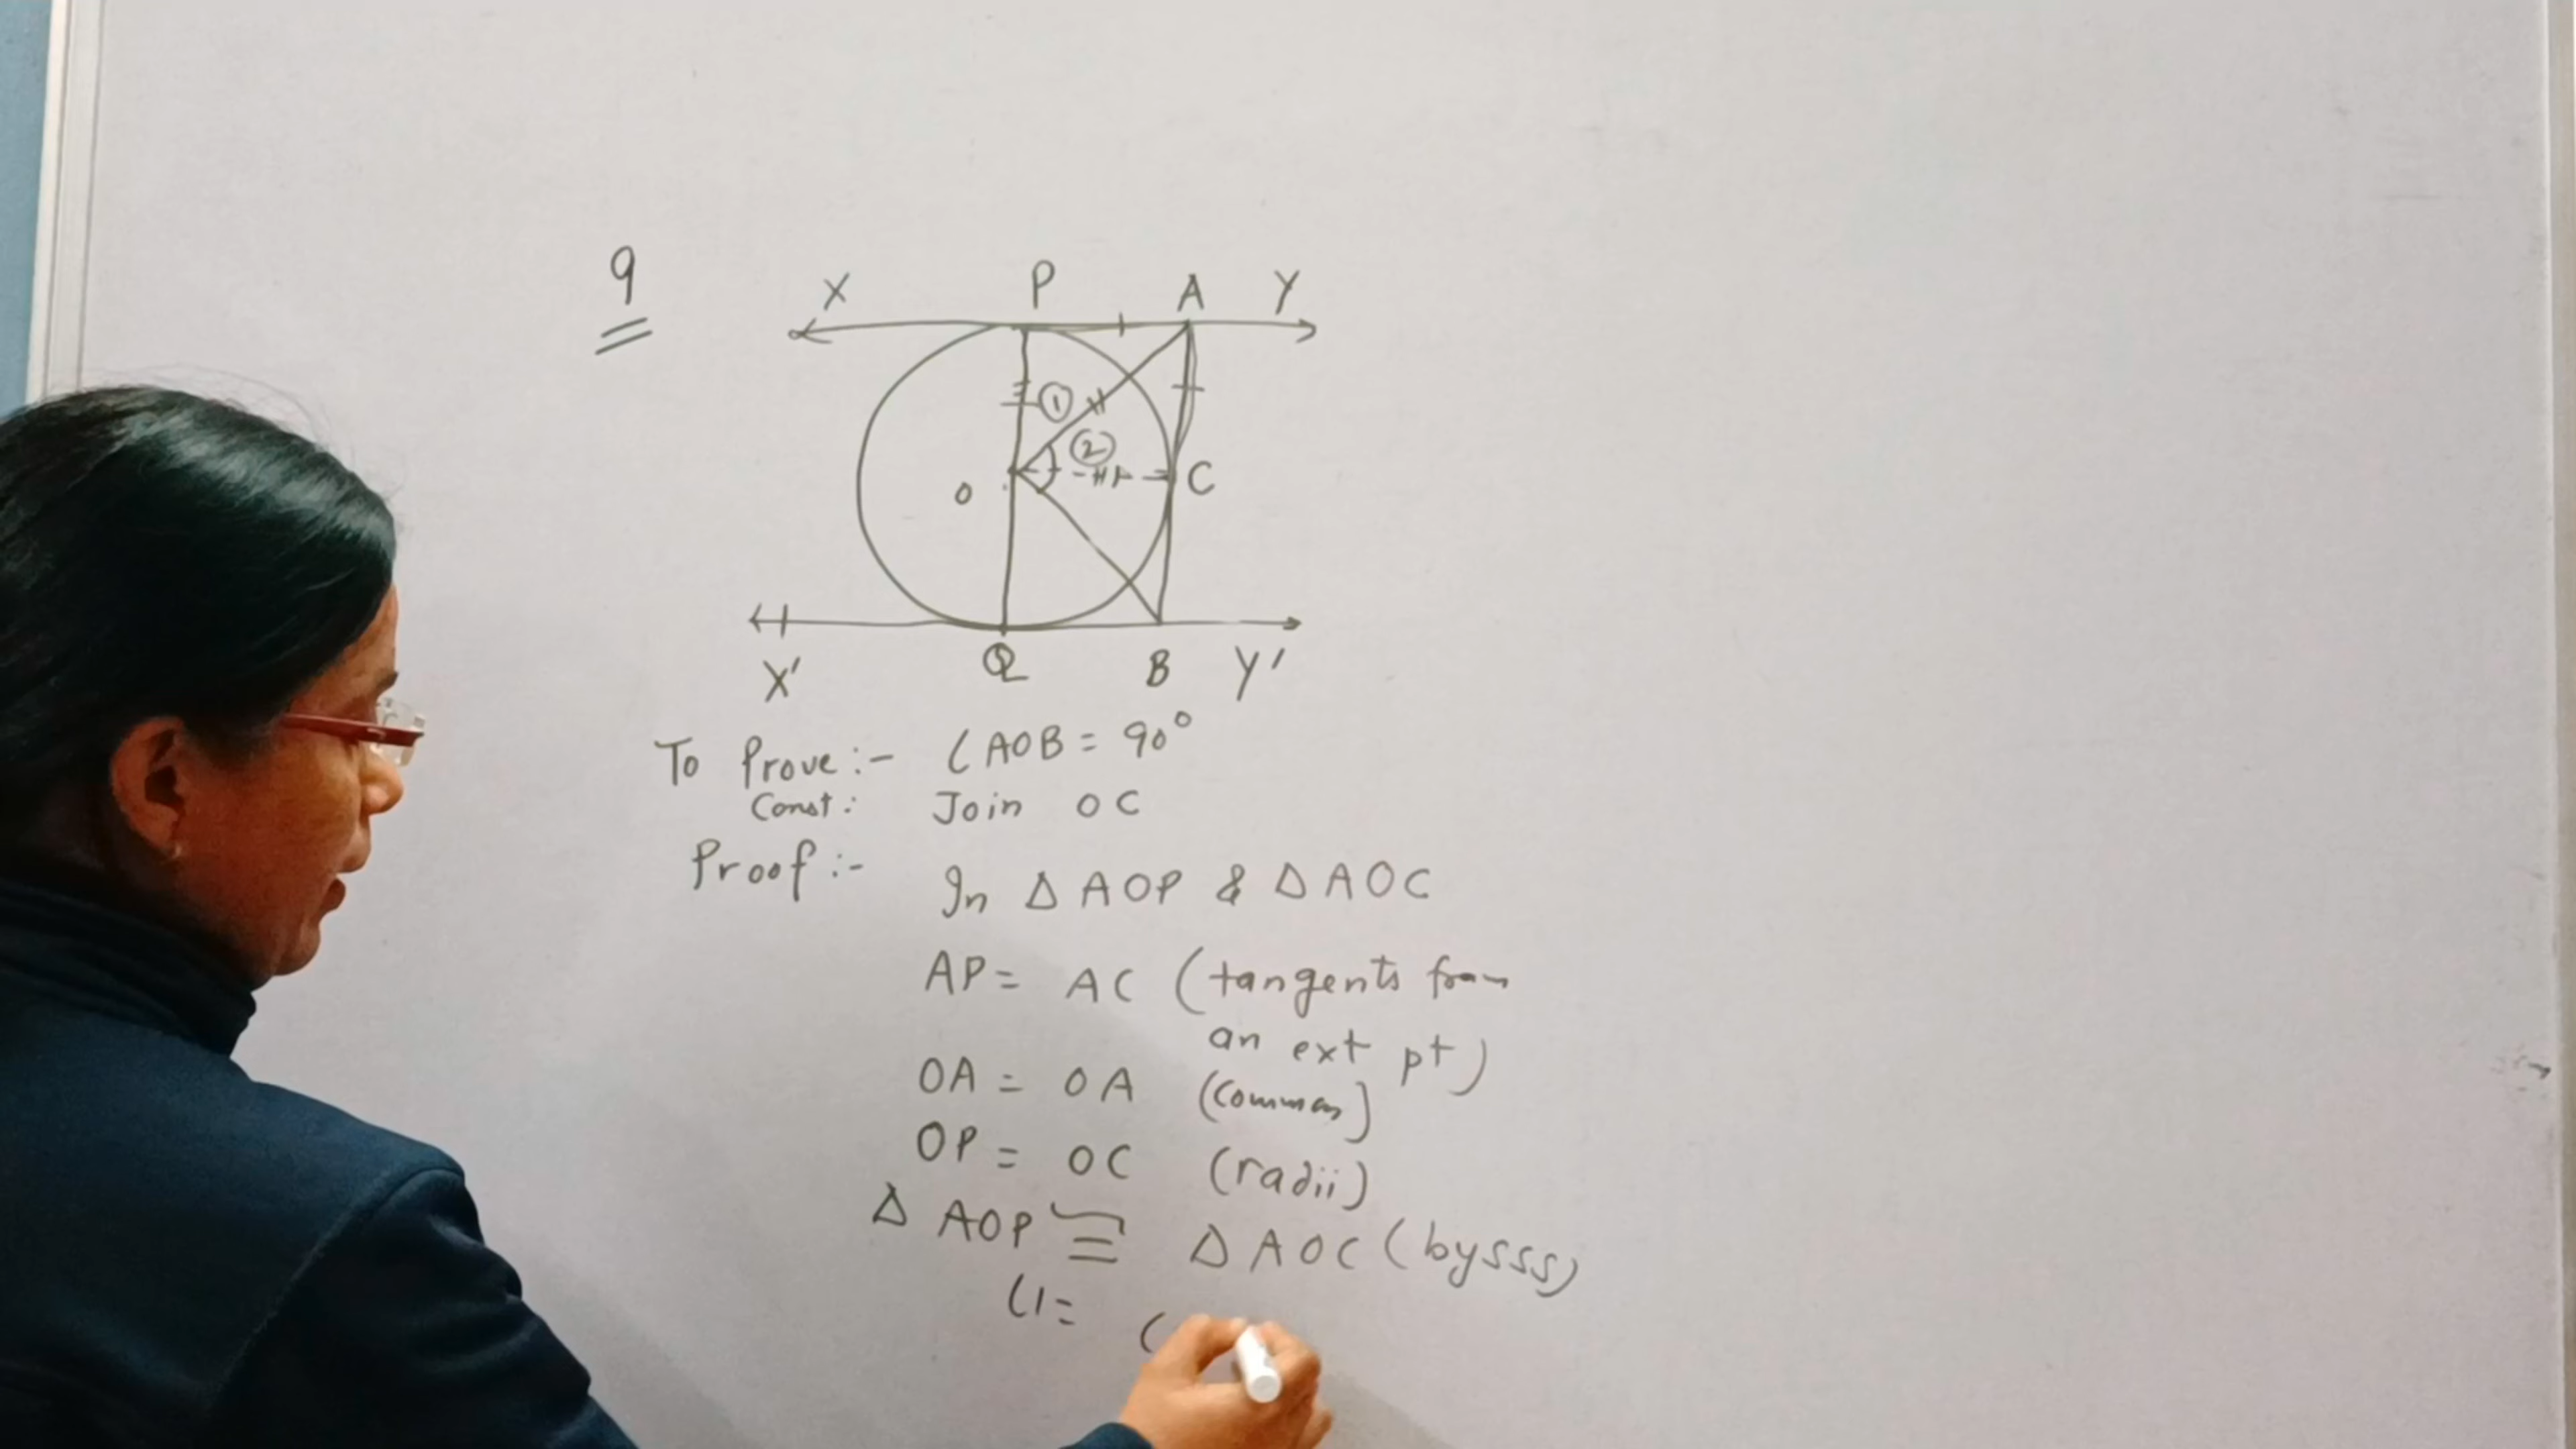 9
X P A Y
1
2
O C
X' Q B Y'
To Prove :- ∠AOB = 90°
Const: Join OC
Proof :-
In Δ AOP & Δ AOC
AP = AC (tangents from
an ext pt)
OA = OA (common)
OP = OC (radii)
Δ AOP ≅ Δ AOC (by SSS)
∠1 = ∠